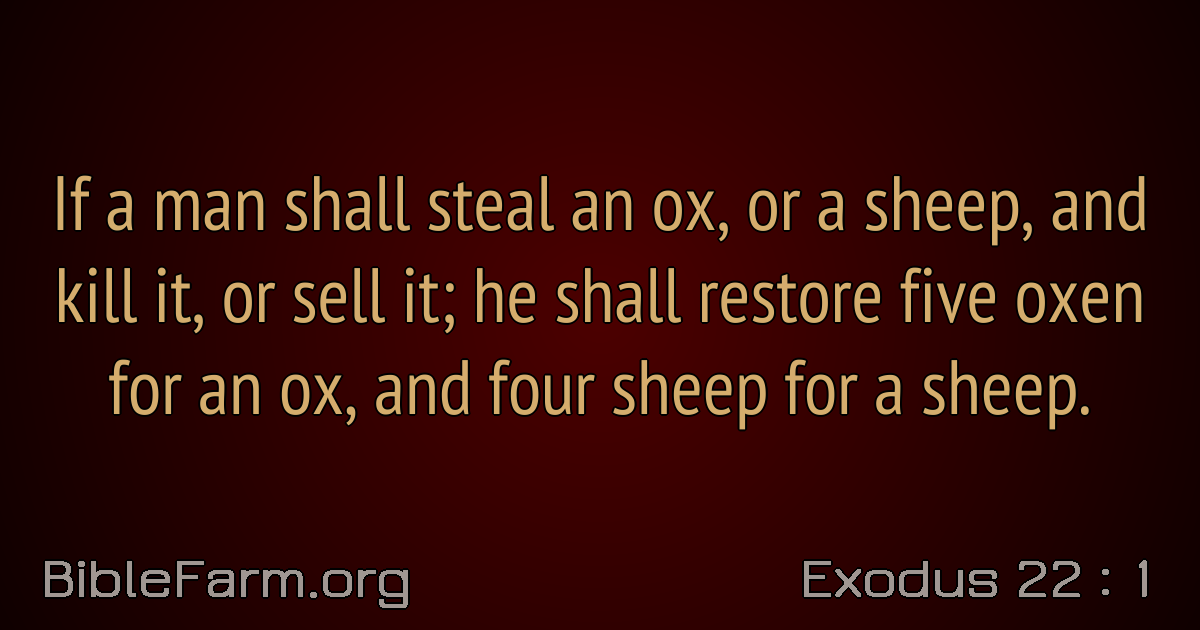 If a man shall steal an ox, or a sheep, and
kill it, or sell it; he shall restore five oxen
for an ox, and four sheep for a sheep.
BibleFarm.org
Exodus 22 : 1